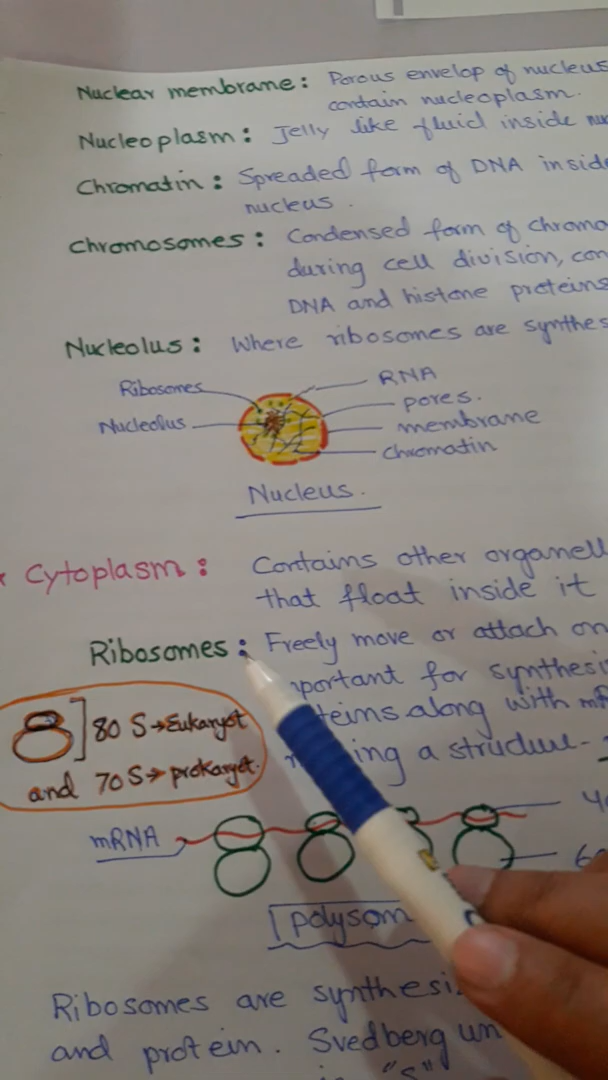 Nuclear membrane: Porous envelop of nucleus
contain nucleoplasm.
Nucleoplasm: Jelly like fluid inside
Chromatin: Spreaded form of DNA insid
nucleus.
Chromosomes: Condensed form of chroma
during cell division, con
DNA and histone proteins
Nucleolus: Where ribosomes are synthes
Ribosomes
RNA
pores.
Nucleolus
membrane
chromatin
Nucleus.
Cytoplasm: Contains other organell
that float inside it
Ribosomes: Freely move or attach on
portant for synthesi
teins along with
ing a structure-
80 S→Eukaryot
and 70 S→ prokaryot.
mRNA
polysom
Ribosomes are synthesi
and protein. Svedberg un
"S"